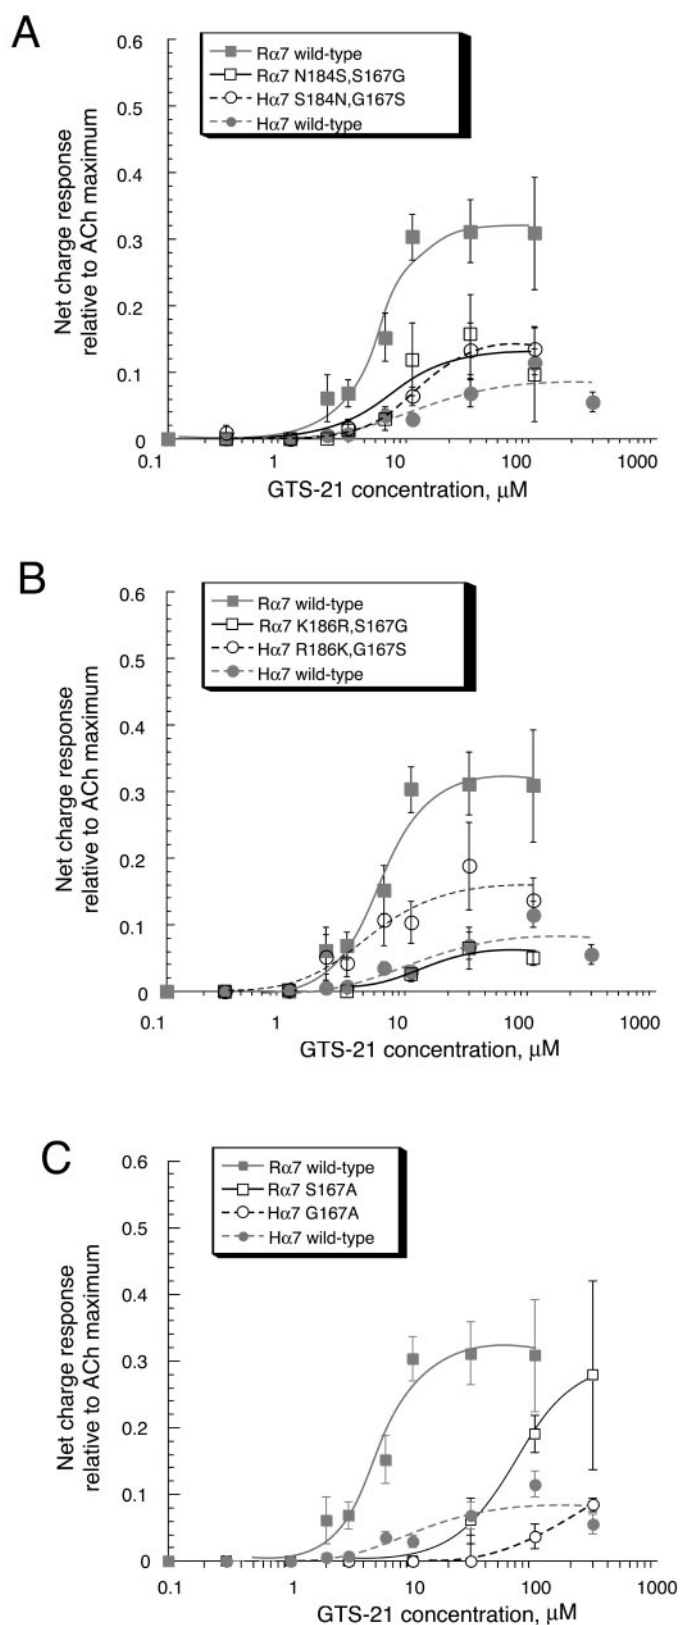 A
0.6
0.5
0.4
0.3
0.2
0.1
0
Net charge response
relative to ACh maximum
Rα7 wild-type
Rα7 N184S,S167G
Hα7 S184N,G167S
Hα7 wild-type
0.1 1 10 100 1000
GTS-21 concentration, μM
B
0.6
0.5
0.4
0.3
0.2
0.1
0
Net charge response
relative to ACh maximum
Rα7 wild-type
Rα7 K186R,S167G
Hα7 R186K,G167S
Hα7 wild-type
0.1 1 10 100 1000
GTS-21 concentration, μM
C
0.6
0.5
0.4
0.3
0.2
0.1
0
Net charge response
relative to ACh maximum
Rα7 wild-type
Rα7 S167A
Hα7 G167A
Hα7 wild-type
0.1 1 10 100 1000
GTS-21 concentration, μM